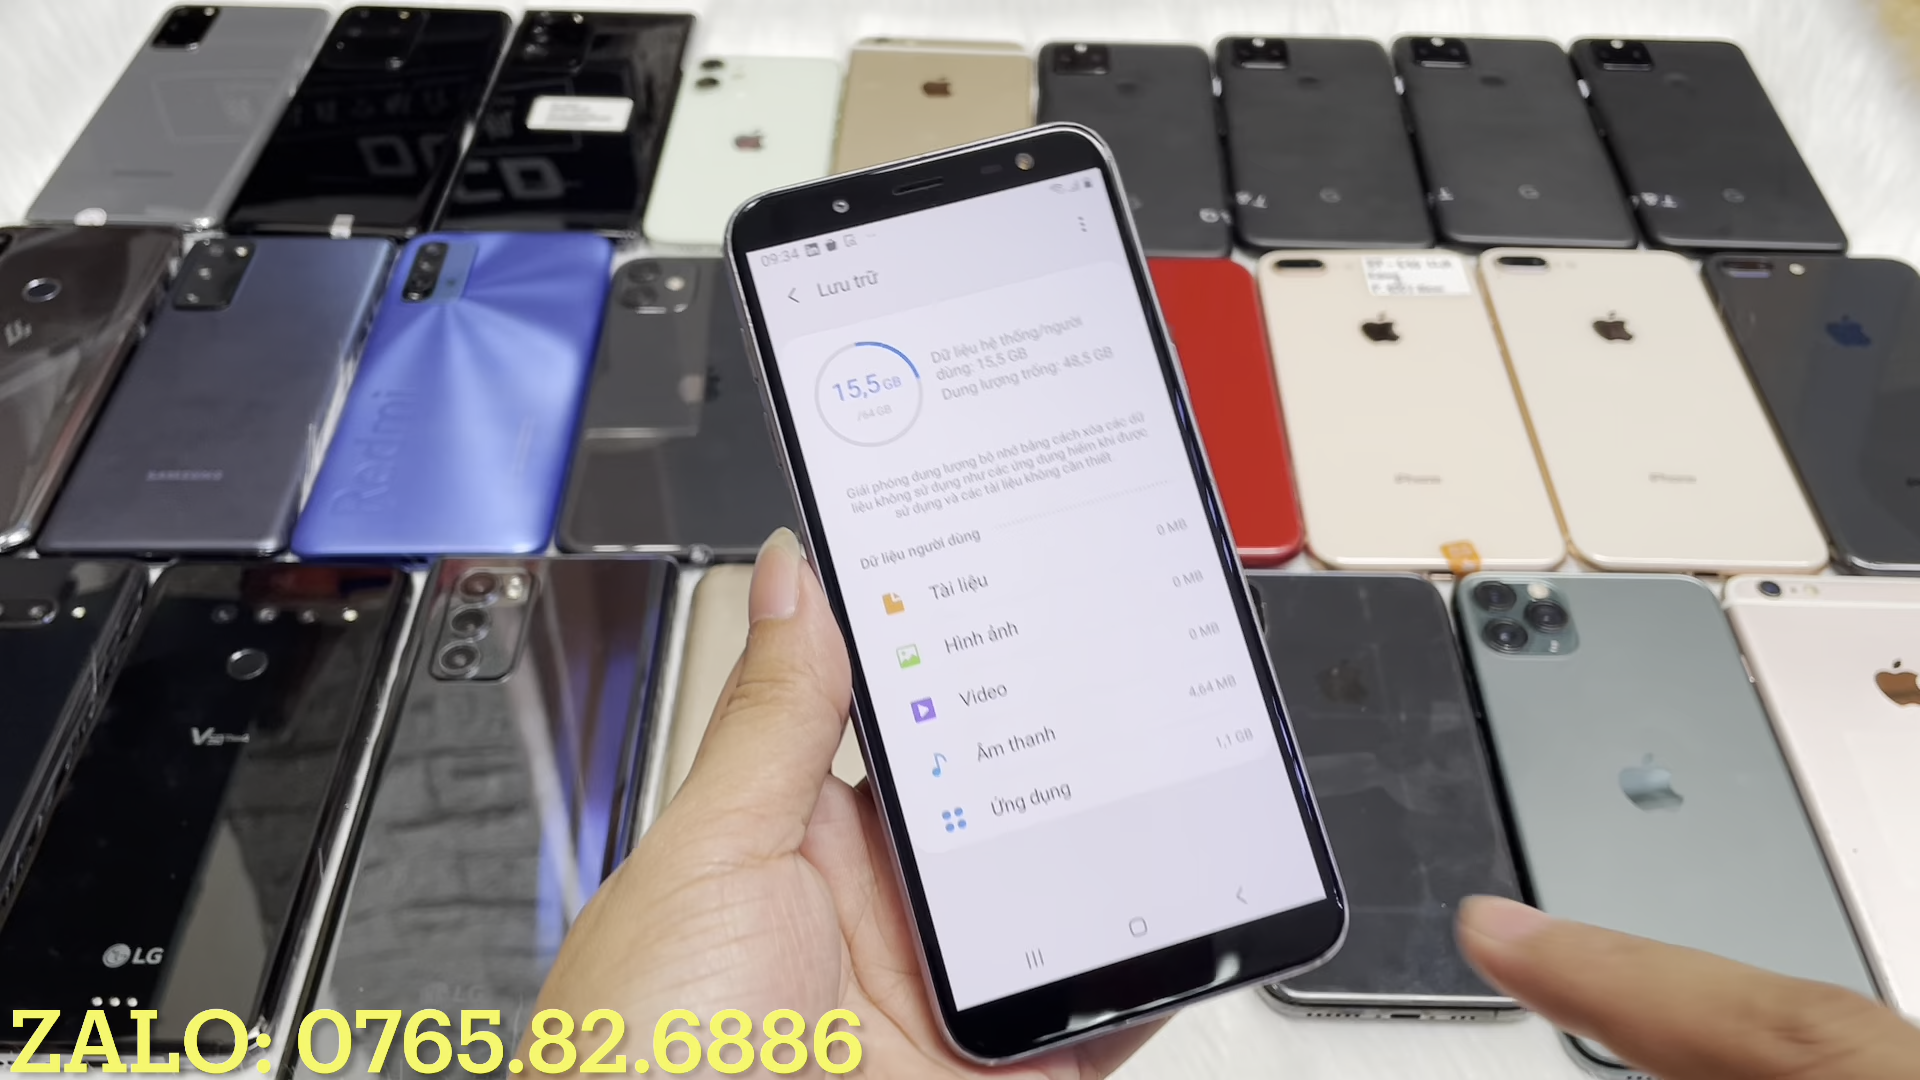 09:34
Lưu trữ
15,5 GB
/64 GB
Dữ liệu hệ thống/người
dùng: 15,5 GB
Dung lượng trống: 48,5 GB
Giải phóng dung lượng bộ nhớ bằng cách xóa các dữ
liệu không sử dụng như các ứng dụng hiếm khi được
sử dụng và các tài liệu không cần thiết
Dữ liệu người dùng
Tài liệu 0 MB
Hình ảnh 0 MB
Video 0 MB
Âm thanh 4,64 MB
Ứng dụng 1,1 GB
SAMSUNG
Redmi
iPhone
iPhone
LG
LG
ZALO: 0765.82.6886